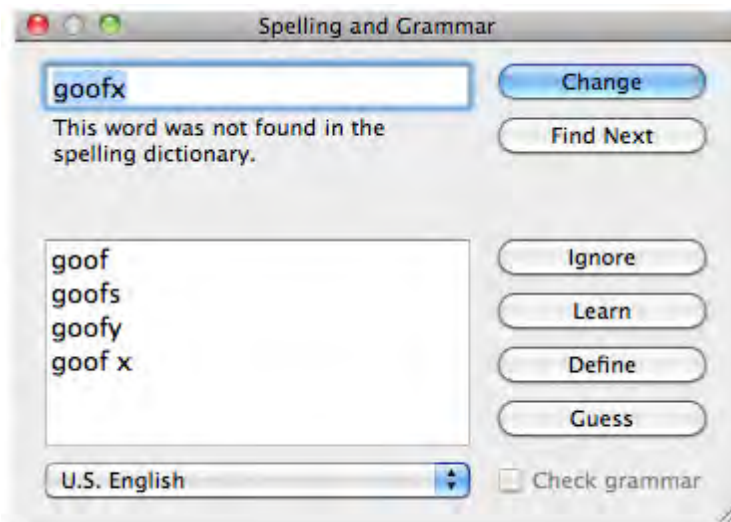 Spelling and Grammar
goofx
Change
This word was not found in the
spelling dictionary.
Find Next
goof
goofs
goofy
goof x
Ignore
Learn
Define
Guess
U.S. English
Check grammar